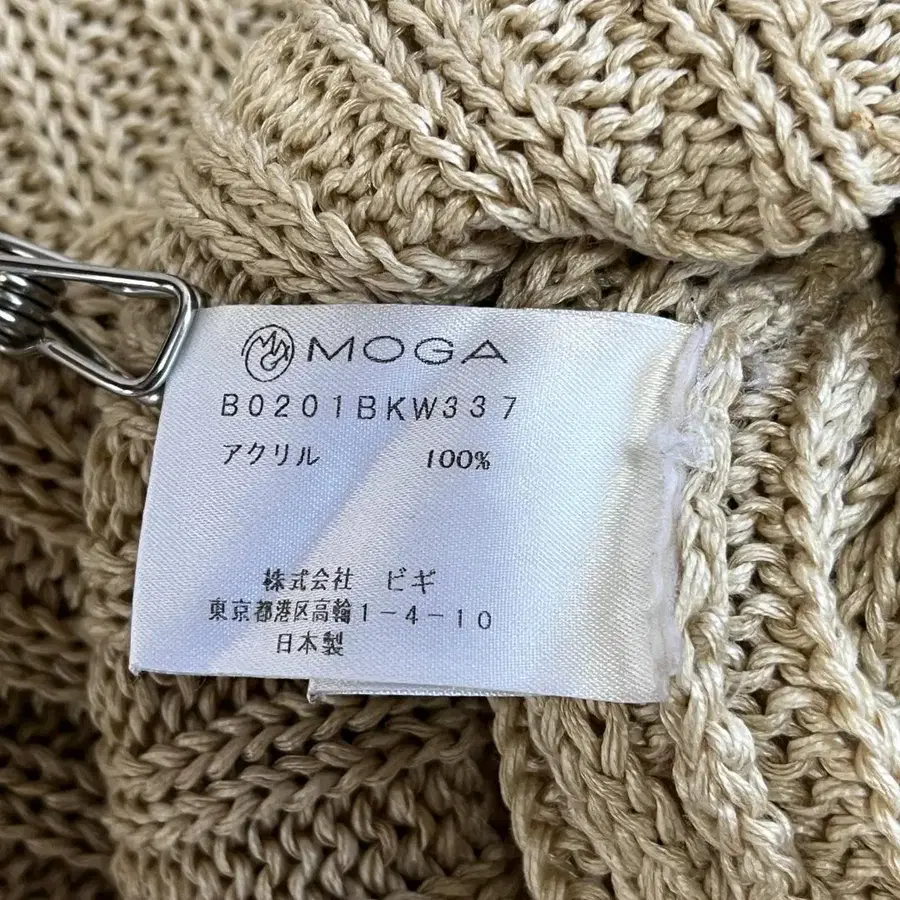 MOGA
B0201BKW337
アクリル 100%
株式会社 ビギ
東京都港区高輪1-4-10
日本製